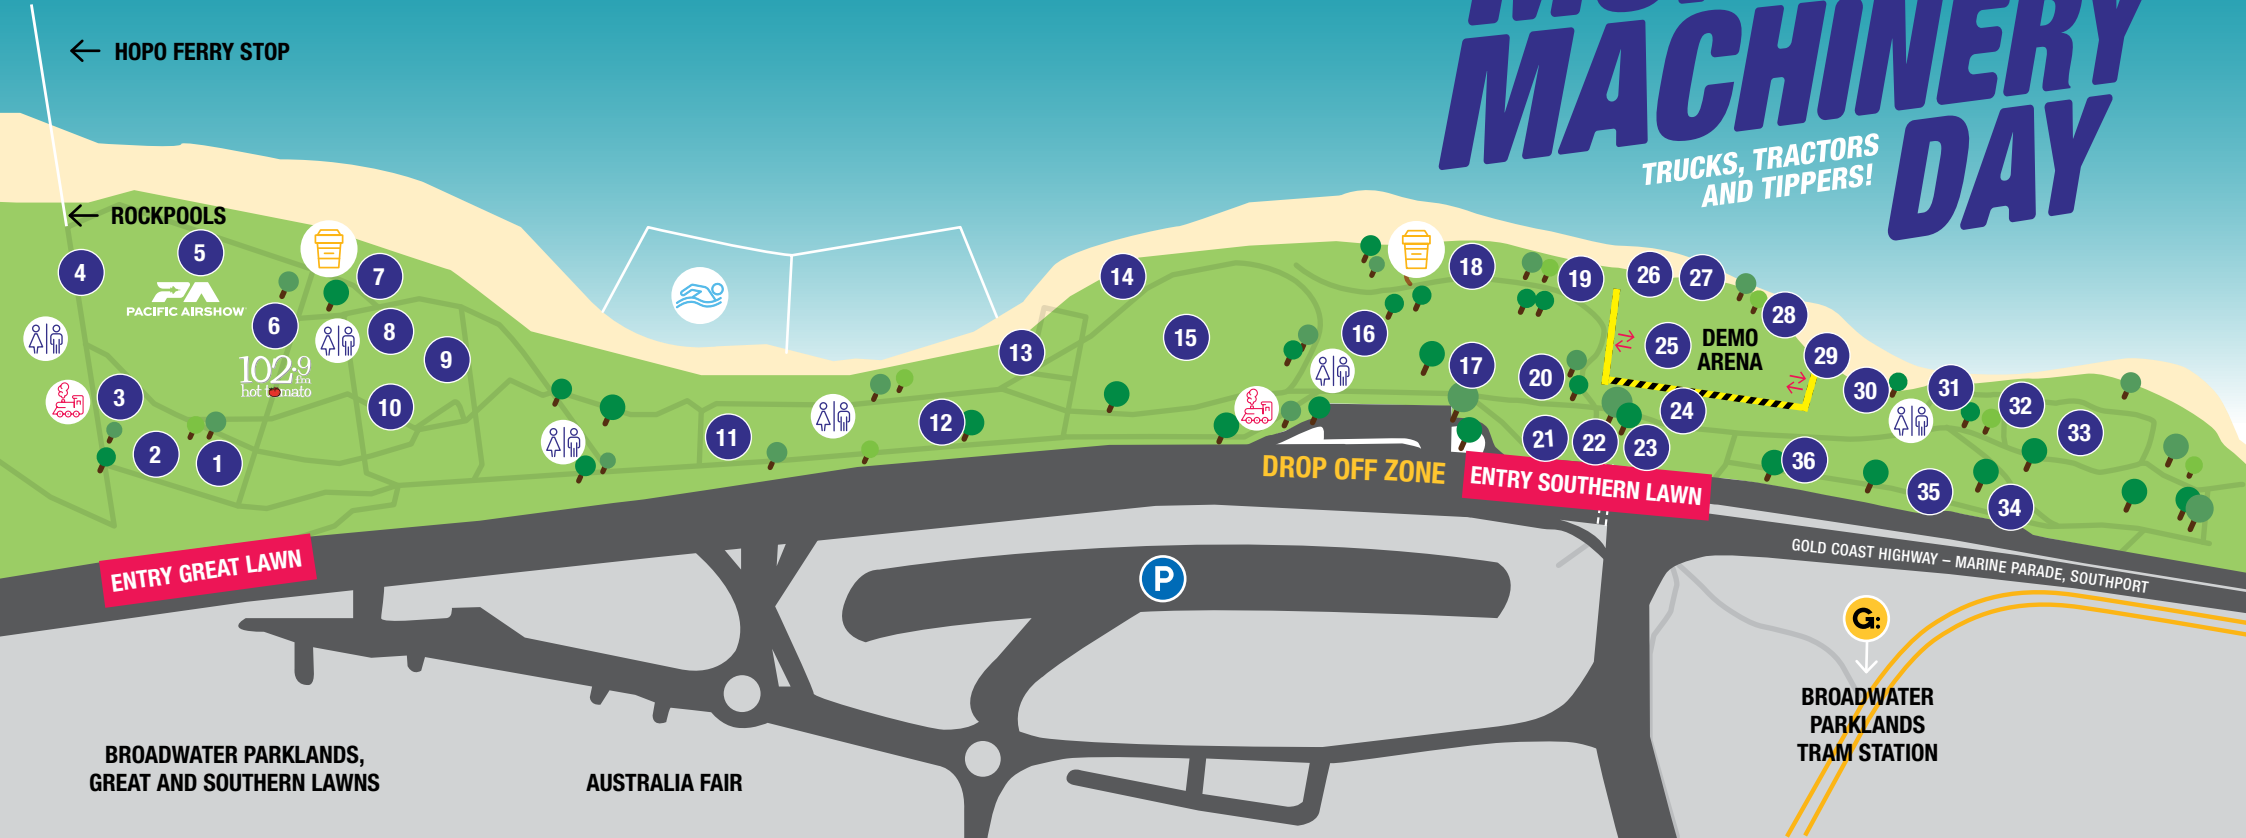 MACHINERY
DAY
TRUCKS, TRACTORS
AND TIPPERS!
HOPO FERRY STOP
ROCKPOOLS
4
5
PACIFIC AIRSHOW
7
6
8
9
102.9
fm
hot tomato
3
10
2
1
11
12
13
14
15
16
17
18
19
20
21
22
23
24
25
DEMO
ARENA
26
27
28
29
30
31
32
33
34
35
36
DROP OFF ZONE
ENTRY SOUTHERN LAWN
ENTRY GREAT LAWN
GOLD COAST HIGHWAY – MARINE PARADE, SOUTHPORT
P
G:
BROADWATER
PARKLANDS
TRAM STATION
BROADWATER PARKLANDS,
GREAT AND SOUTHERN LAWNS
AUSTRALIA FAIR